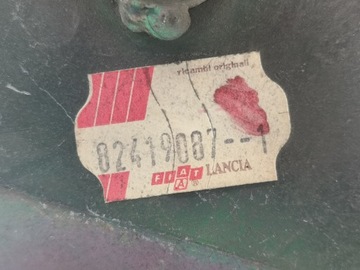 ricambi originali
82419087--1
FIAT LANCIA